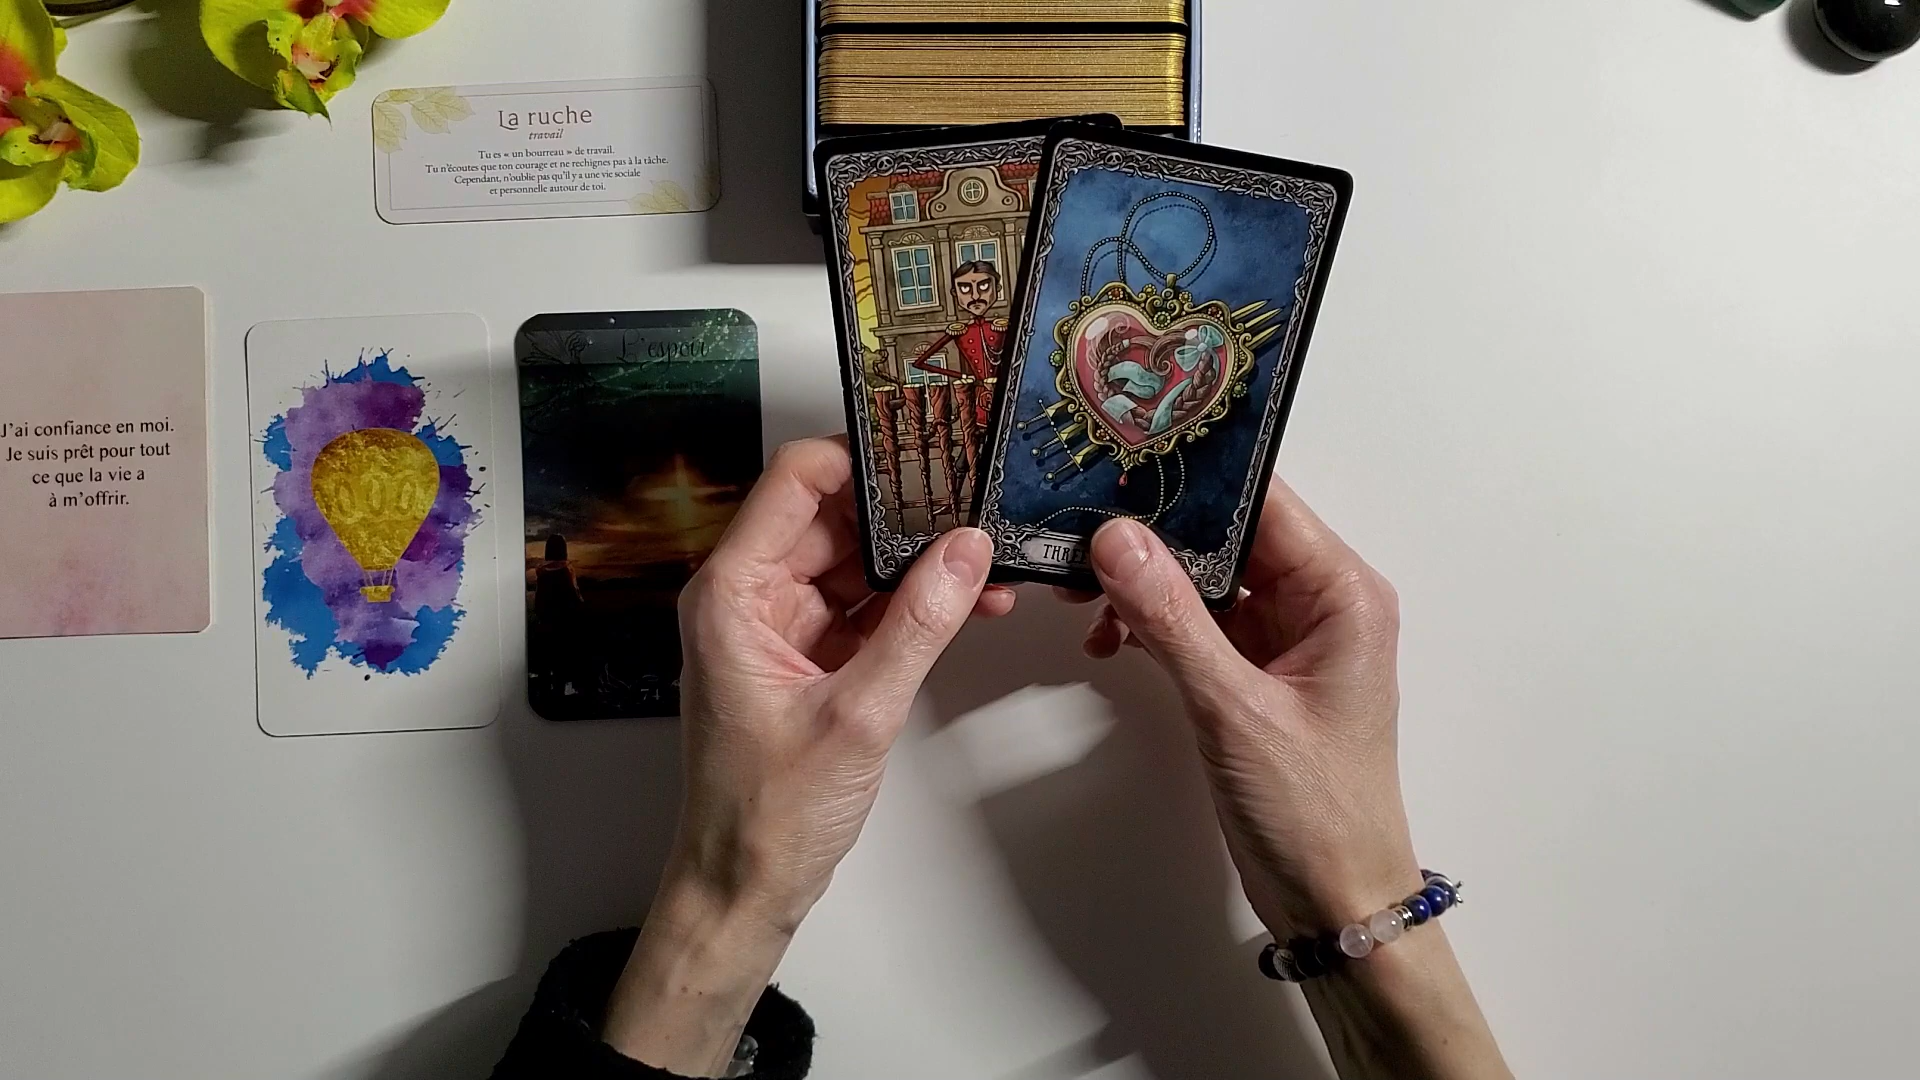 La ruche
travail
Tu es « un bourreau » de travail.
Tu n'écoutes que ton courage et ne rechignes pas à la tâche.
Cependant, n'oublie pas qu'il y a une vie sociale
et personnelle autour de toi.
J'ai confiance en moi.
Je suis prêt pour tout
ce que la vie a
à m'offrir.
L'espoir
71
THREE